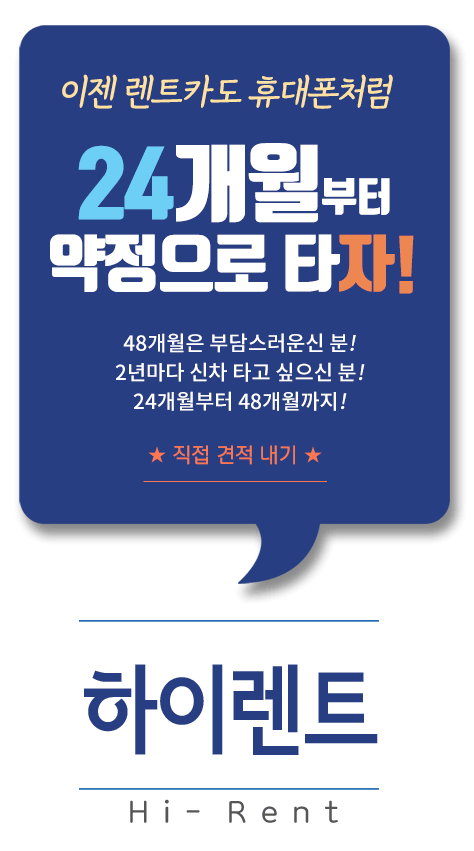 이젠 렌트카도 휴대폰처럼
24개월부터
약정으로 타자!
48개월은 부담스러운신 분!
2년마다 신차 타고 싶으신 분!
24개월부터 48개월까지!
★ 직접 견적 내기 ★
하이렌트
Hi- Rent